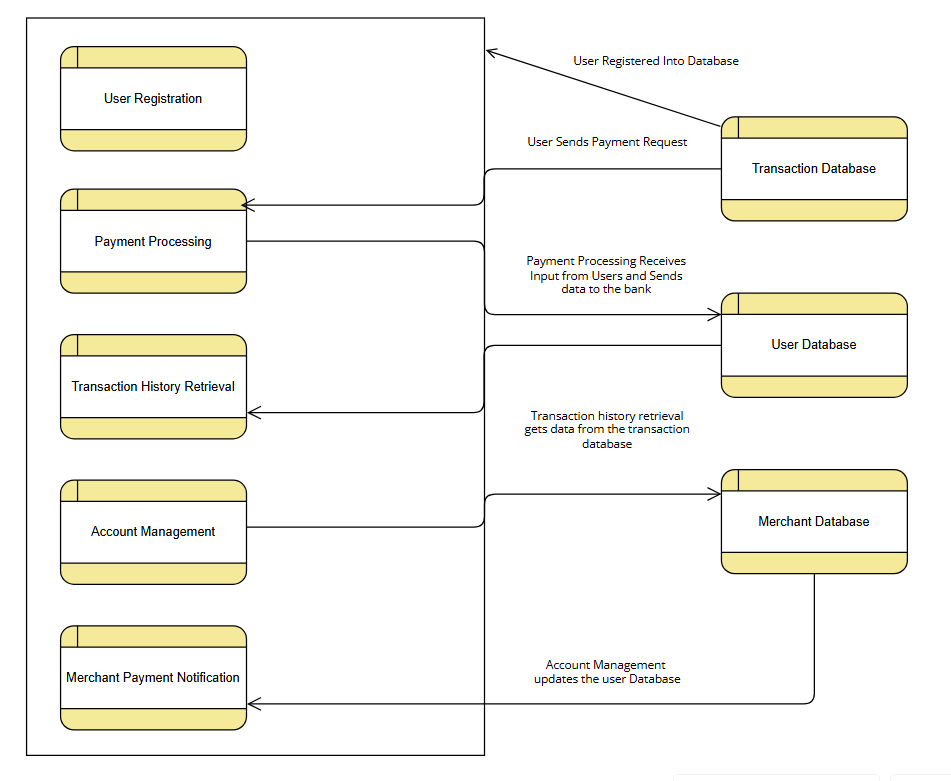 User Registration
Payment Processing
Transaction History Retrieval
Account Management
Merchant Payment Notification
User Registered Into Database
User Sends Payment Request
Payment Processing Receives
Input from Users and Sends
data to the bank
Transaction history retrieval
gets data from the transaction
database
Account Management
updates the user Database
Transaction Database
User Database
Merchant Database